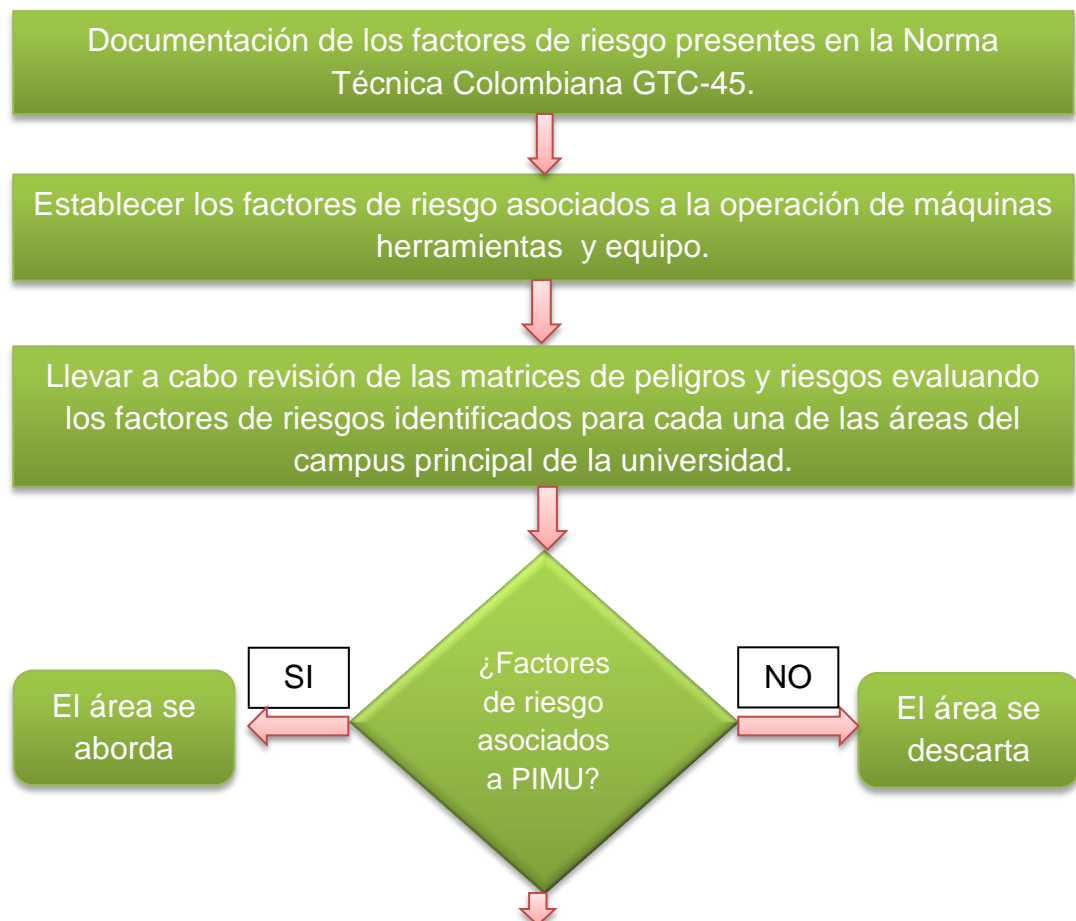 Documentación de los factores de riesgo presentes en la Norma
Técnica Colombiana GTC-45.
Establecer los factores de riesgo asociados a la operación de máquinas
herramientas y equipo.
Llevar a cabo revisión de las matrices de peligros y riesgos evaluando
los factores de riesgos identificados para cada una de las áreas del
campus principal de la universidad.
SI
El área se
aborda
¿Factores
de riesgo
asociados
a PIMU?
NO
El área se
descarta